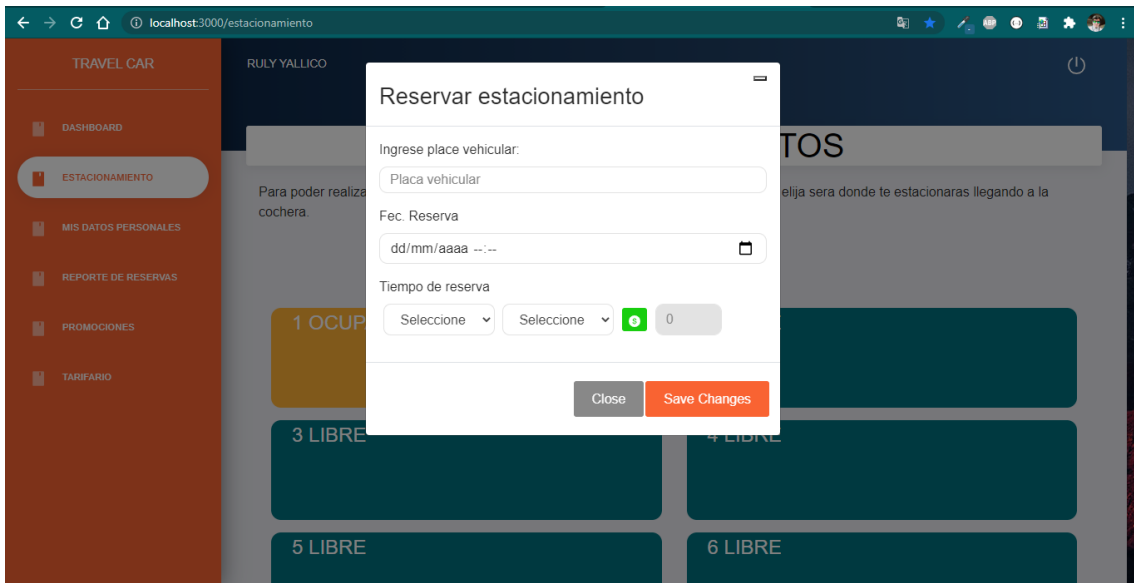 localhost:3000/estacionamiento
TRAVEL CAR
RULY YALLICO
DASHBOARD
ESTACIONAMIENTO
MIS DATOS PERSONALES
REPORTE DE RESERVAS
PROMOCIONES
TARIFARIO
TOS
Para poder realiza
elija sera donde te estacionaras llegando a la
cochera.
Reservar estacionamiento
Ingrese place vehicular:
Placa vehicular
Fec. Reserva
dd/mm/aaaa --:--
Tiempo de reserva
Seleccione Seleccione 0
Close Save Changes
1 OCUP
3 LIBRE
4 LIBRE
5 LIBRE
6 LIBRE